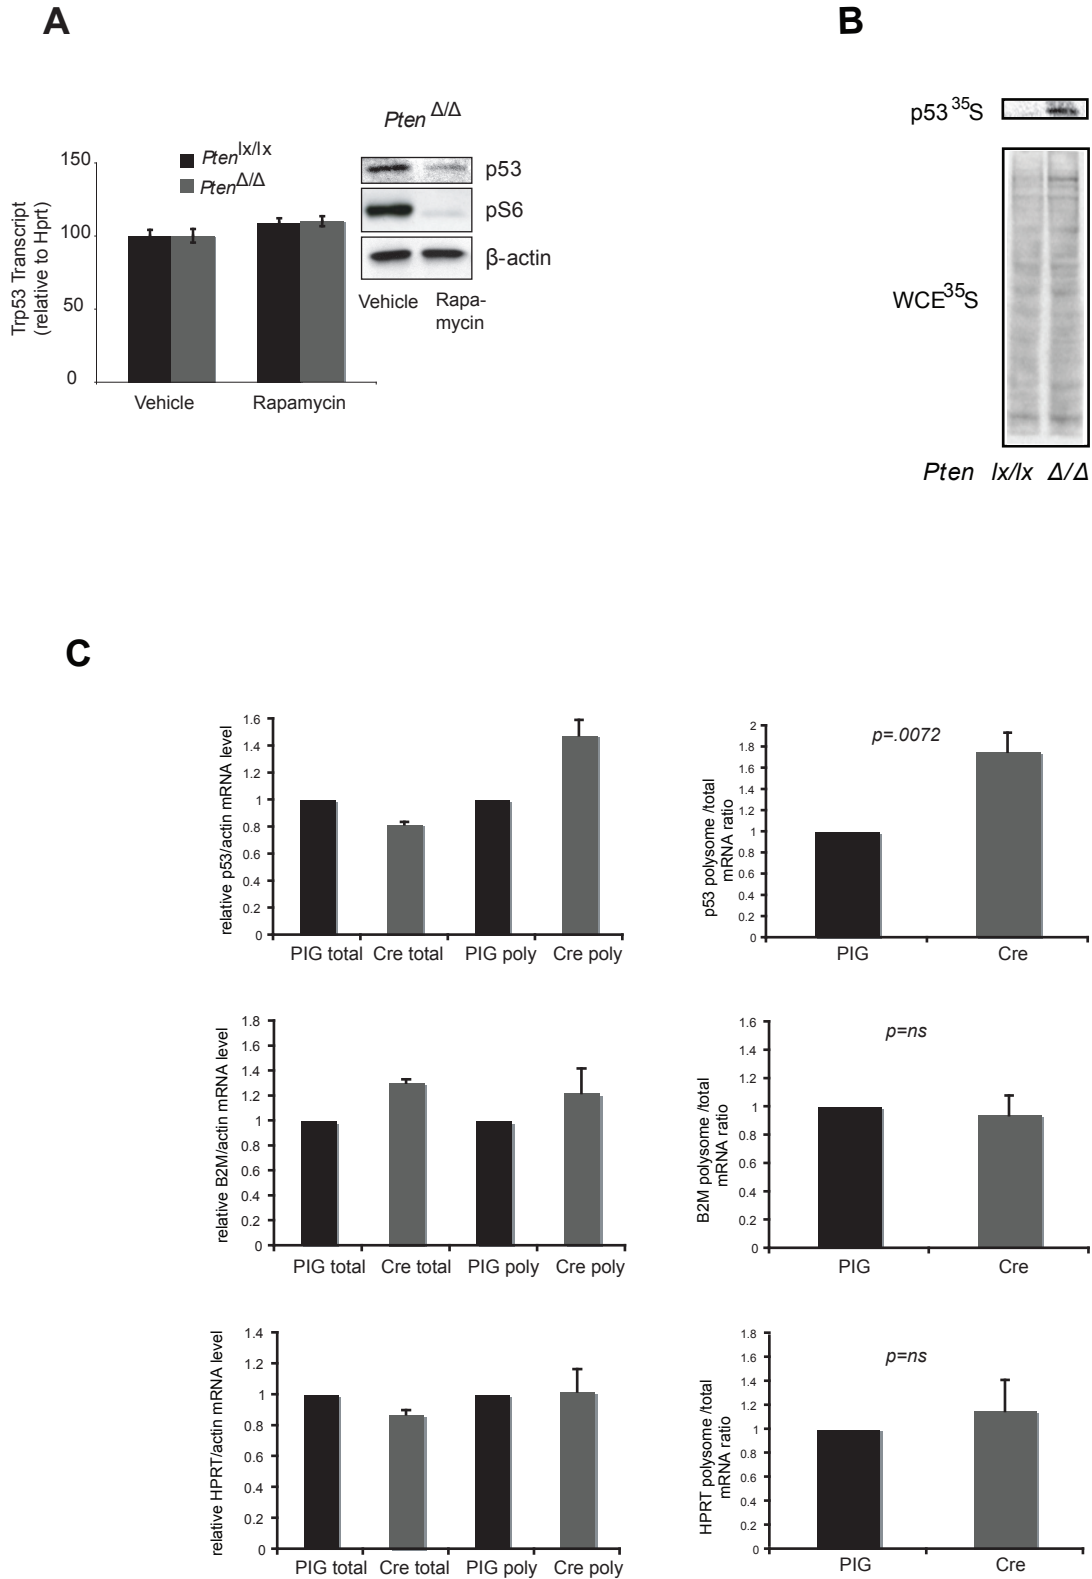 A
Pten Δ/Δ
Pten lx/lx
Pten Δ/Δ
Trp53 Transcript
(relative to Hprt)
150
100
50
0
Vehicle
Rapamycin
p53
pS6
β-actin
Vehicle
Rapa-
mycin
B
p53 35S
WCE35S
Pten lx/lx Δ/Δ
C
relative p53/actin mRNA level
1.6
1.4
1.2
1
0.8
0.6
0.4
0.2
0
PIG total Cre total PIG poly Cre poly
p53 polysome /total
mRNA ratio
2
1.8
1.6
1.4
1.2
1
0.8
0.6
0.4
0.2
0
p=.0072
PIG Cre
relative B2M/actin mRNA level
1.8
1.6
1.4
1.2
1
0.8
0.6
0.4
0.2
0
PIG total Cre total PIG poly Cre poly
B2M polysome /total
mRNA ratio
1.6
1.4
1.2
1
0.8
0.6
0.4
0.2
0
p=ns
PIG Cre
relative HPRT/actin mRNA level
1.4
1.2
1
0.8
0.6
0.4
0.2
0
PIG total Cre total PIG poly Cre poly
HPRT polysome /total
mRNA ratio
1.8
1.6
1.4
1.2
1
0.8
0.6
0.4
0.2
0
p=ns
PIG Cre